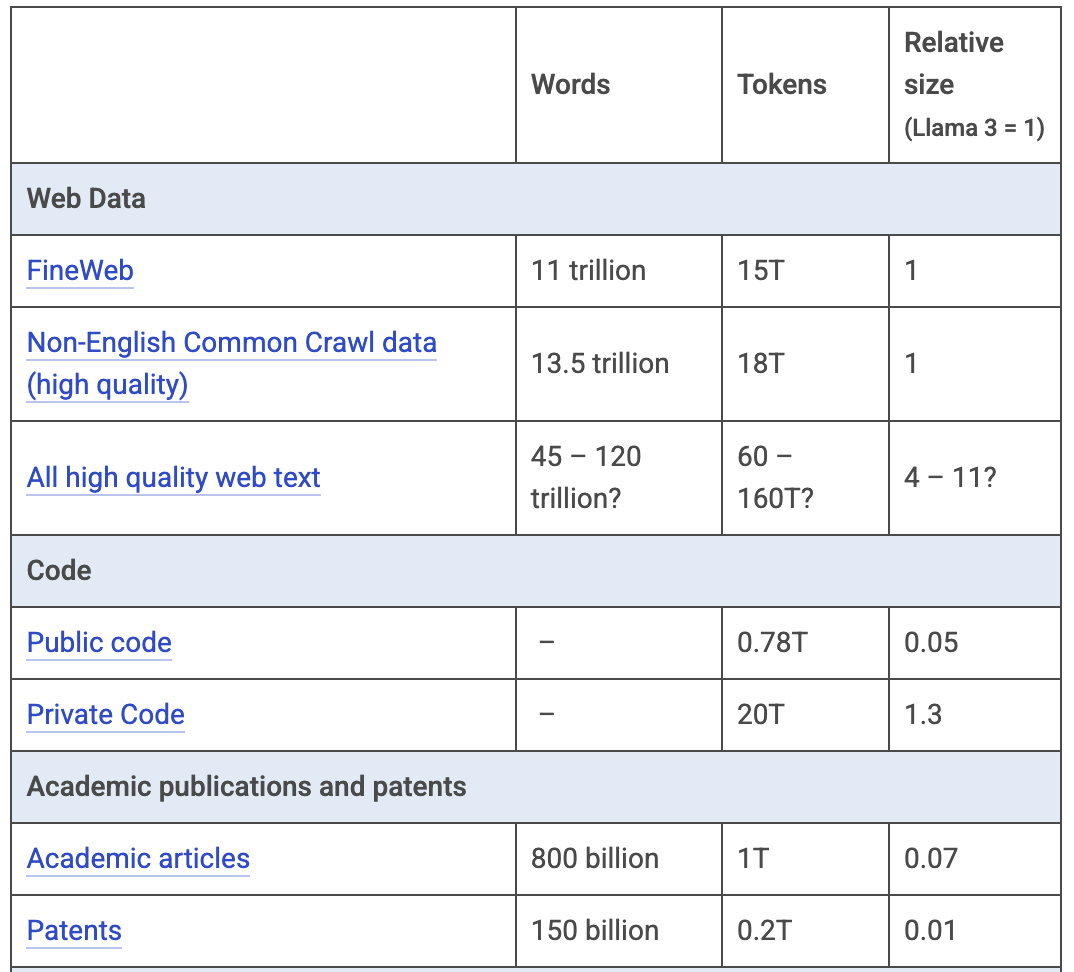 Words Tokens Relative size (Llama 3 = 1)
Web Data
FineWeb 11 trillion 15T 1
Non-English Common Crawl data (high quality) 13.5 trillion 18T 1
All high quality web text 45 – 120 trillion? 60 – 160T? 4 – 11?
Code
Public code – 0.78T 0.05
Private Code – 20T 1.3
Academic publications and patents
Academic articles 800 billion 1T 0.07
Patents 150 billion 0.2T 0.01